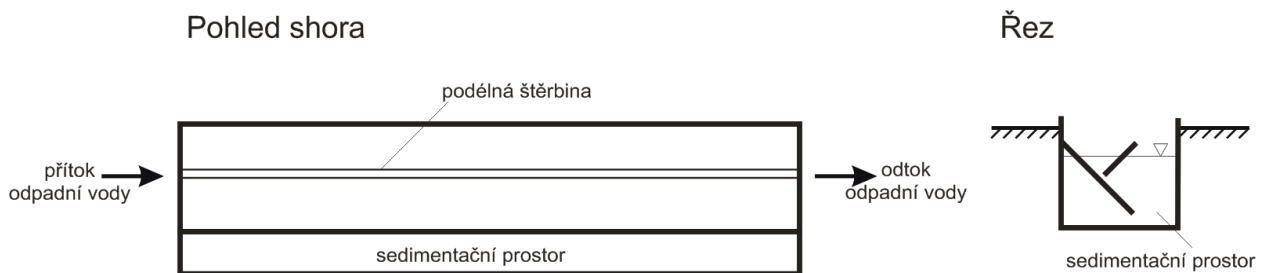 Pohled shora
Řez
podélná štěrbina
přítok
odpadní vody
odtok
odpadní vody
sedimentační prostor
sedimentační prostor